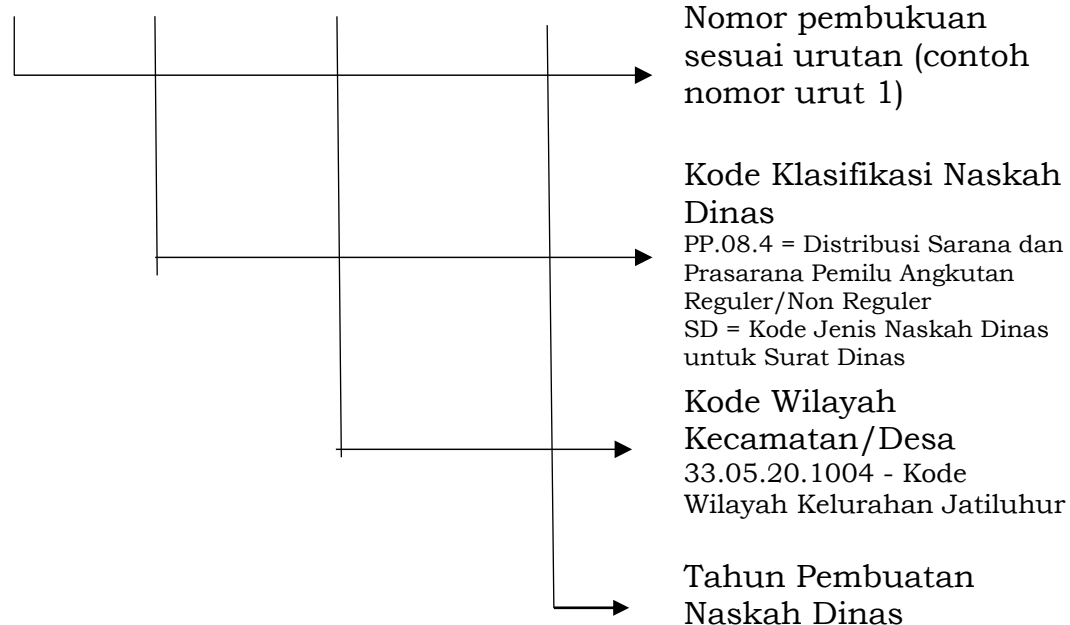 Nomor pembukuan
sesuai urutan (contoh
nomor urut 1)
Kode Klasifikasi Naskah
Dinas
PP.08.4 = Distribusi Sarana dan
Prasarana Pemilu Angkutan
Reguler/Non Reguler
SD = Kode Jenis Naskah Dinas
untuk Surat Dinas
Kode Wilayah
Kecamatan/Desa
33.05.20.1004 - Kode
Wilayah Kelurahan Jatiluhur
Tahun Pembuatan
Naskah Dinas